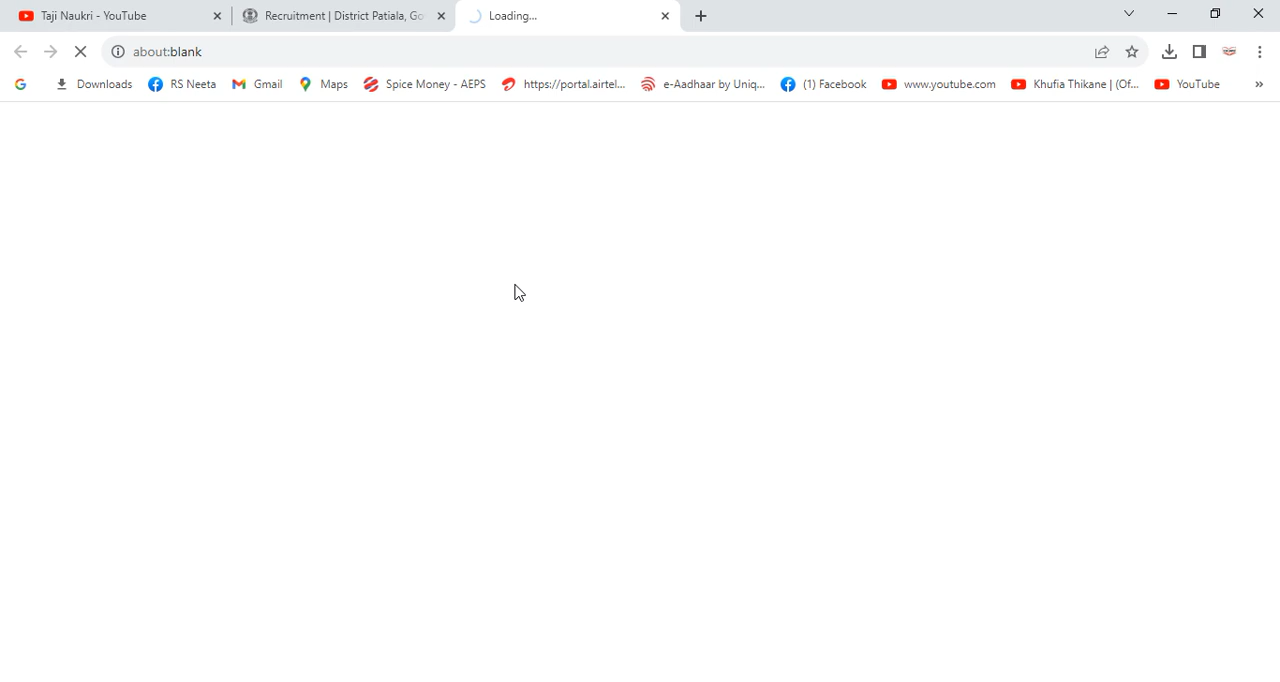 Taji Naukri - YouTube
Recruitment | District Patiala, Go
Loading...
about:blank
Downloads
RS Neeta
Gmail
Maps
Spice Money - AEPS
https://portal.airtel...
e-Aadhaar by Uniq...
(1) Facebook
www.youtube.com
Khufia Thikane | (Of...
YouTube